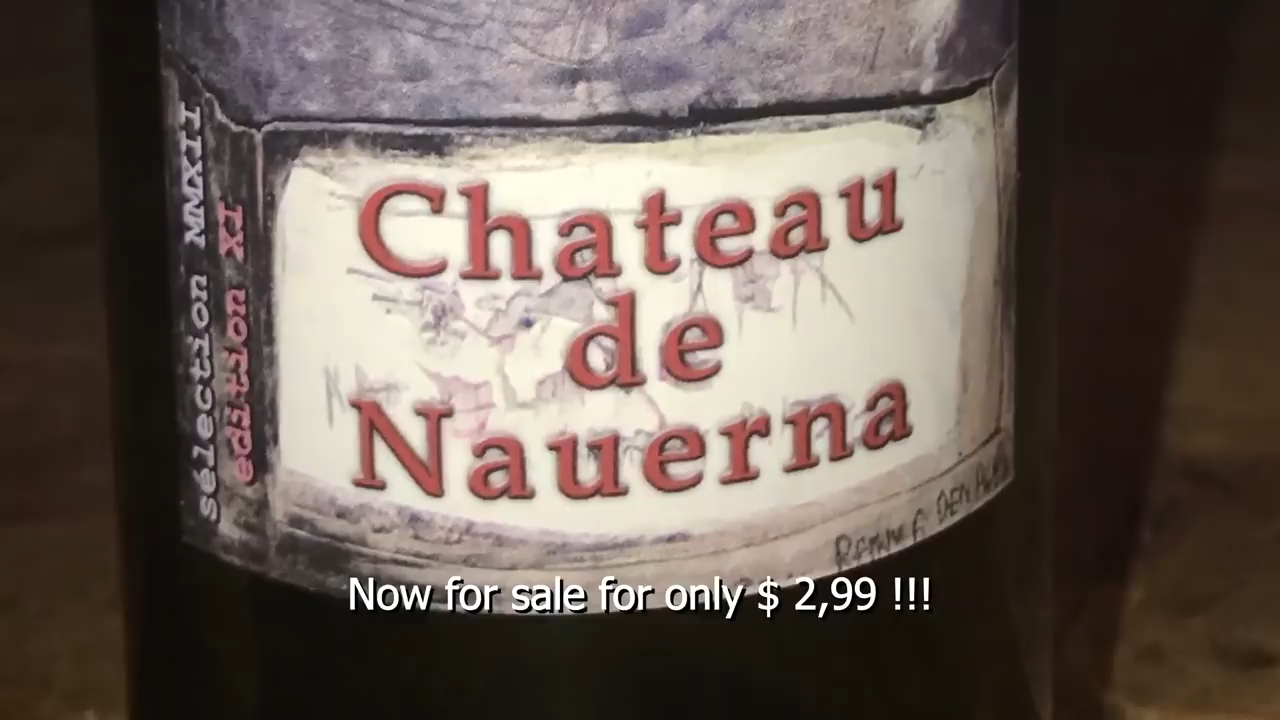 sélection MMXII
edition XI
Chateau
de
Nauerna
Now for sale for only $ 2,99 !!!